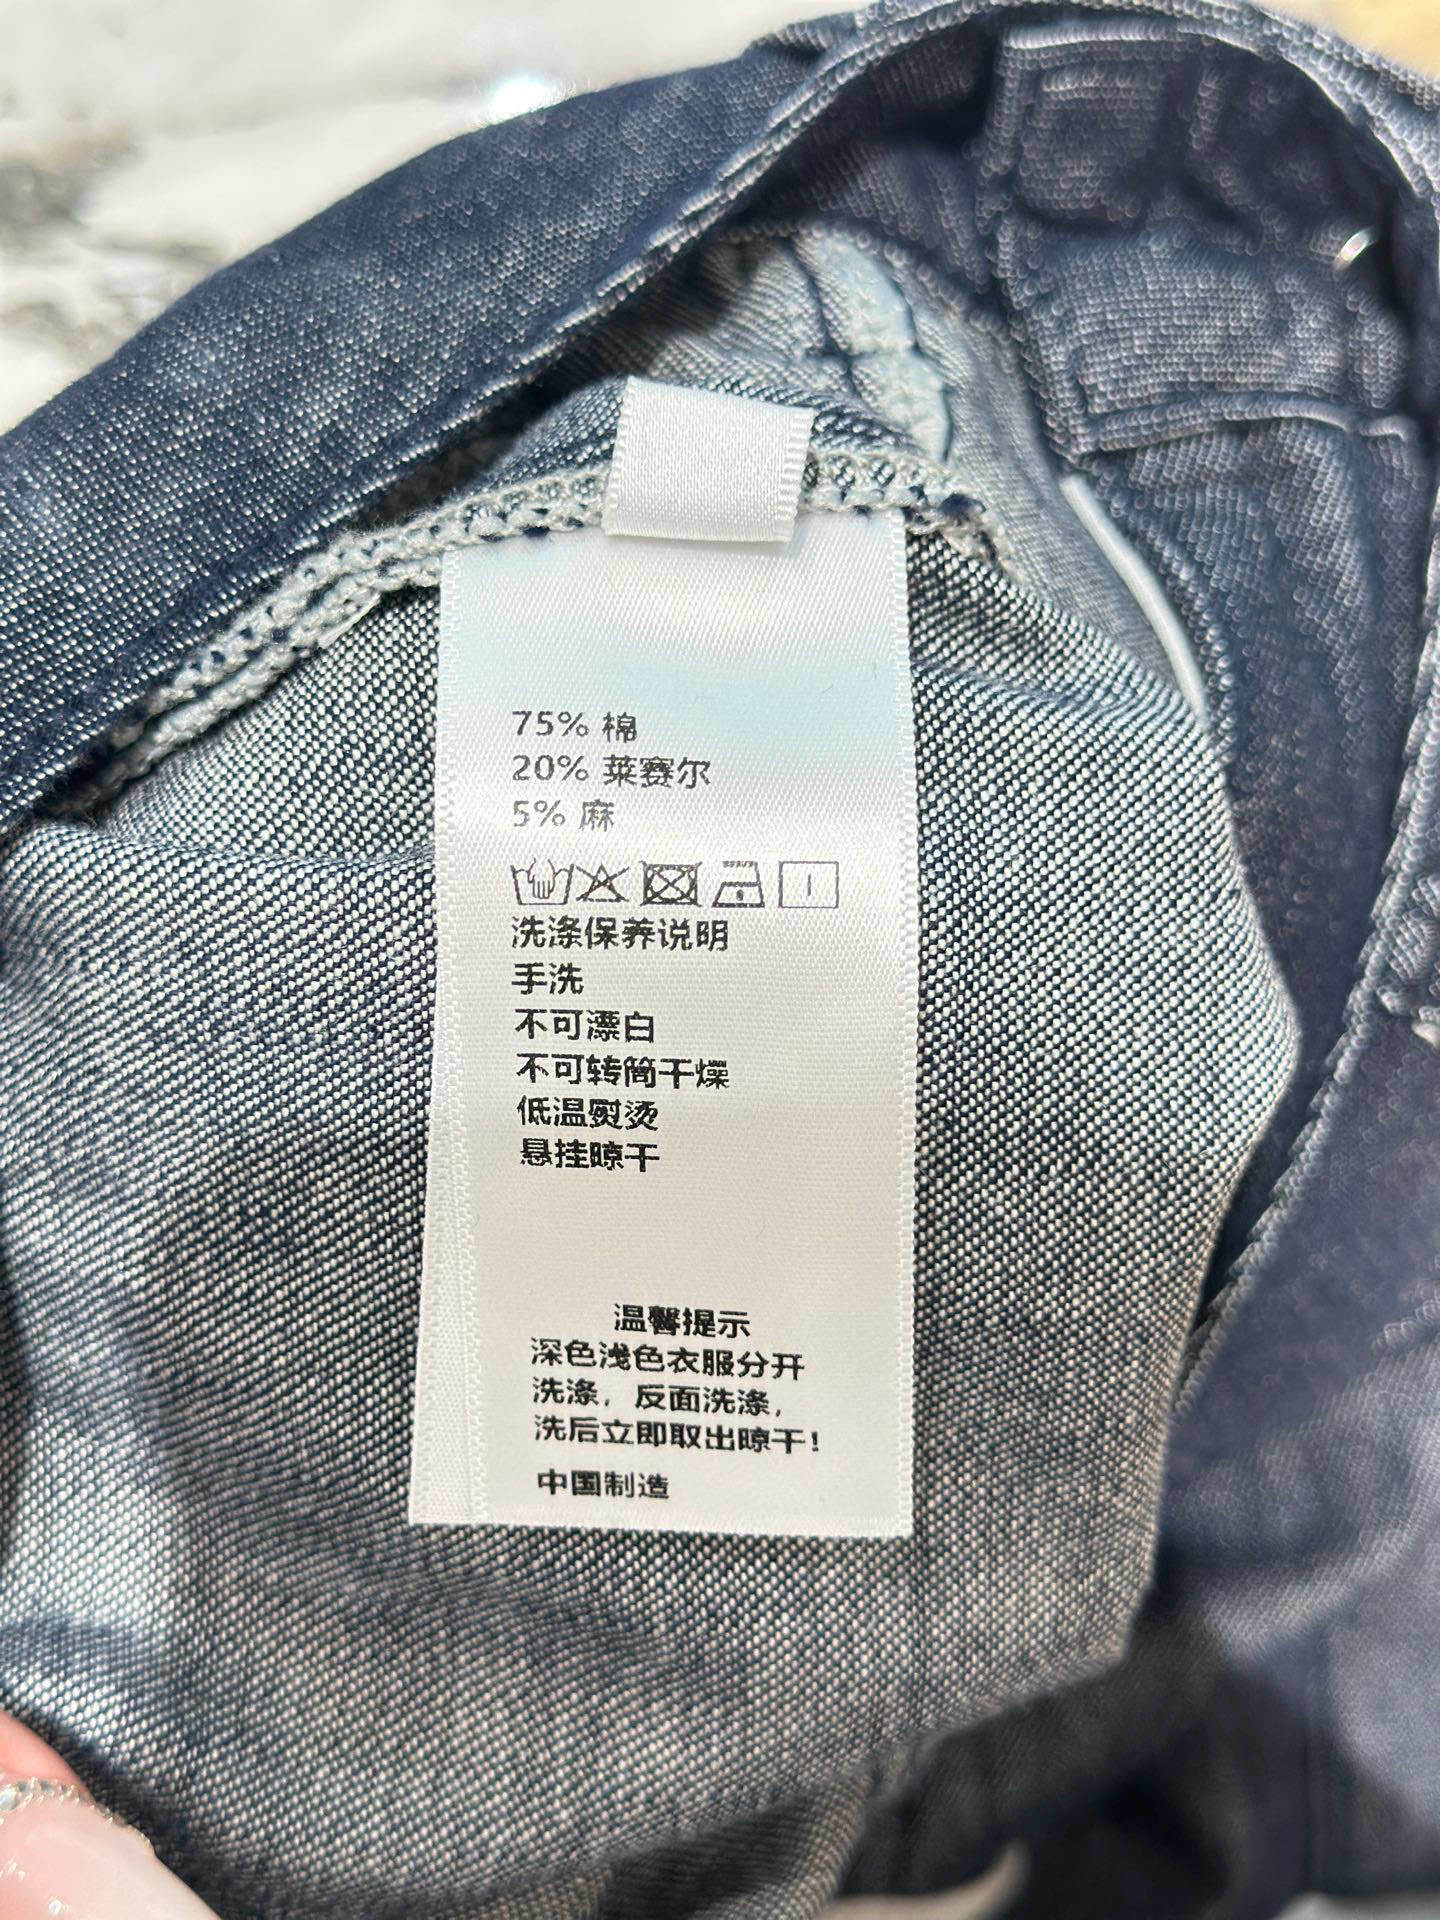 75% 棉
20% 莱赛尔
5% 麻
洗涤保养说明
手洗
不可漂白
不可转筒干燥
低温熨烫
悬挂晾干
温馨提示
深色浅色衣服分开
洗涤，反面洗涤，
洗后立即取出晾干！
中国制造